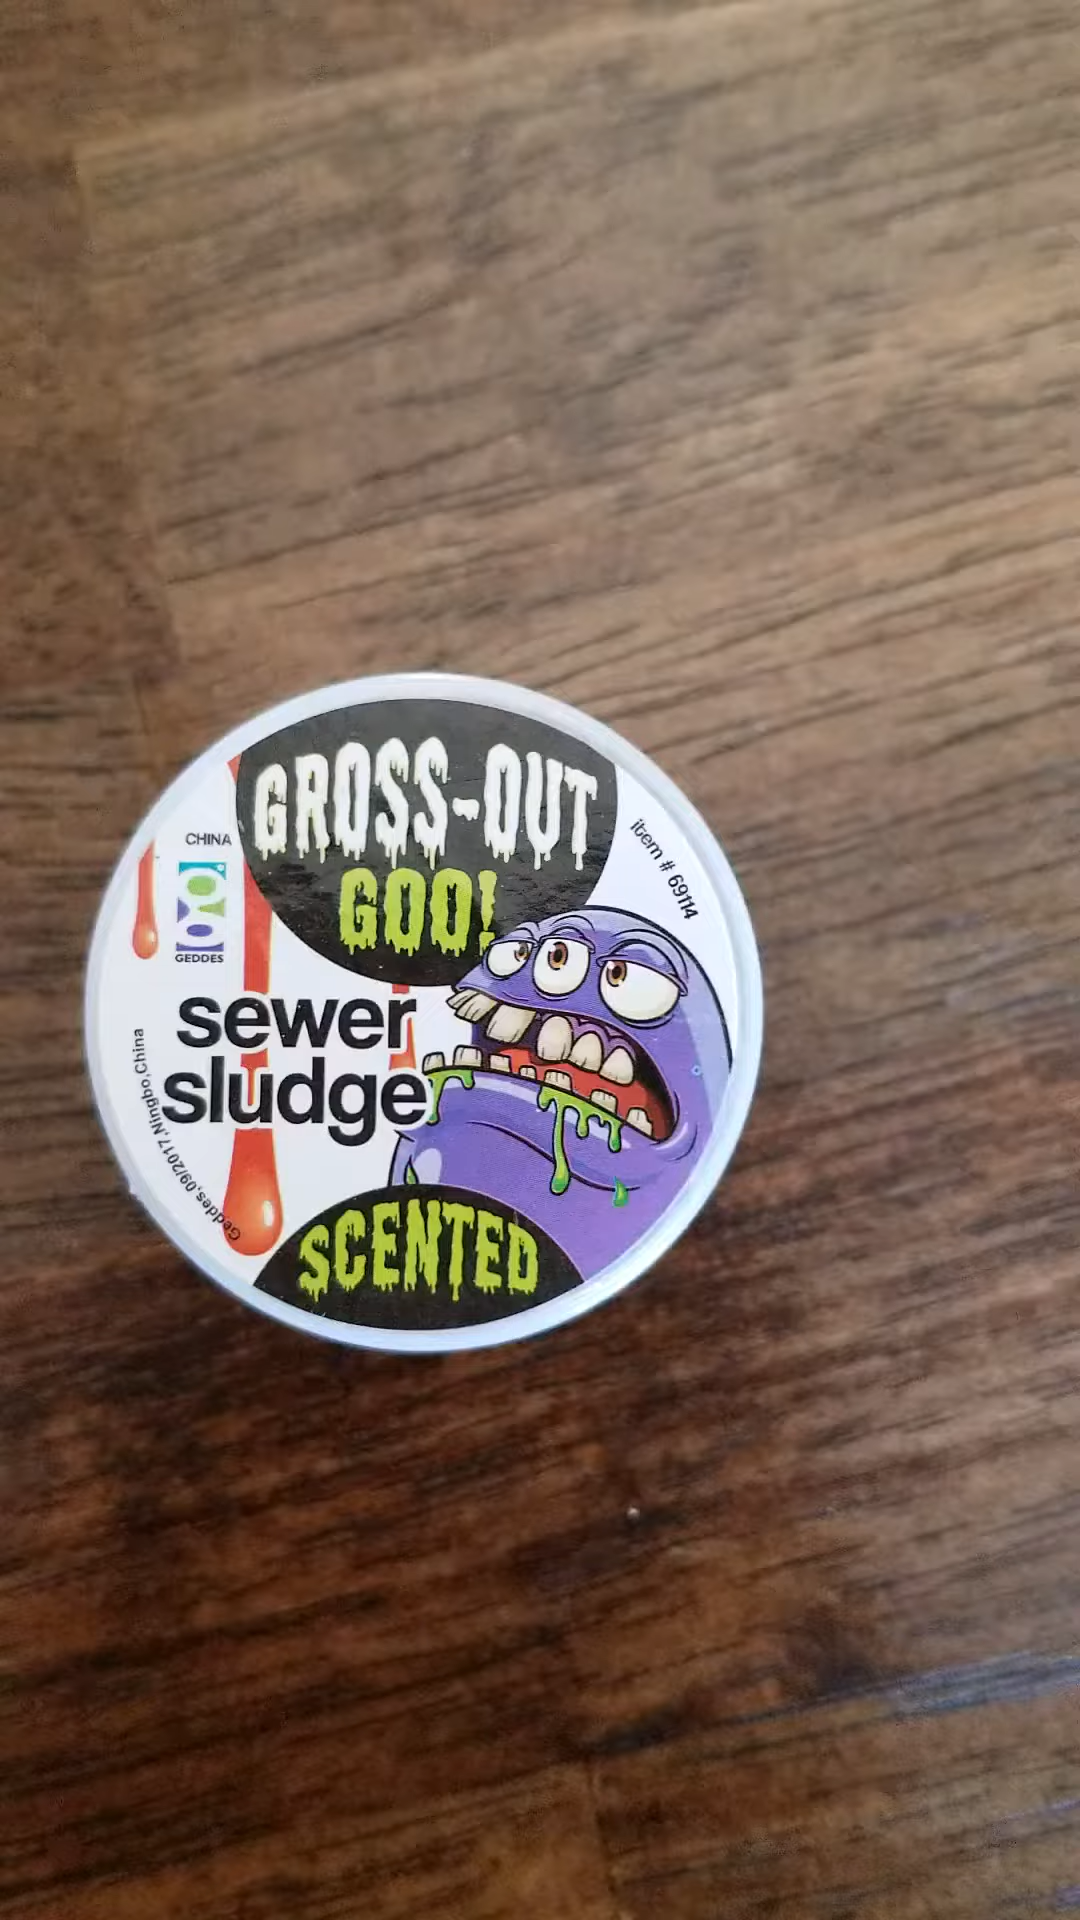 GROSS-OUT
GOO!
item # 69114
CHINA
GEDDES
sewer
sludge
Geddes,09/2017,Ningbo,China
SCENTED